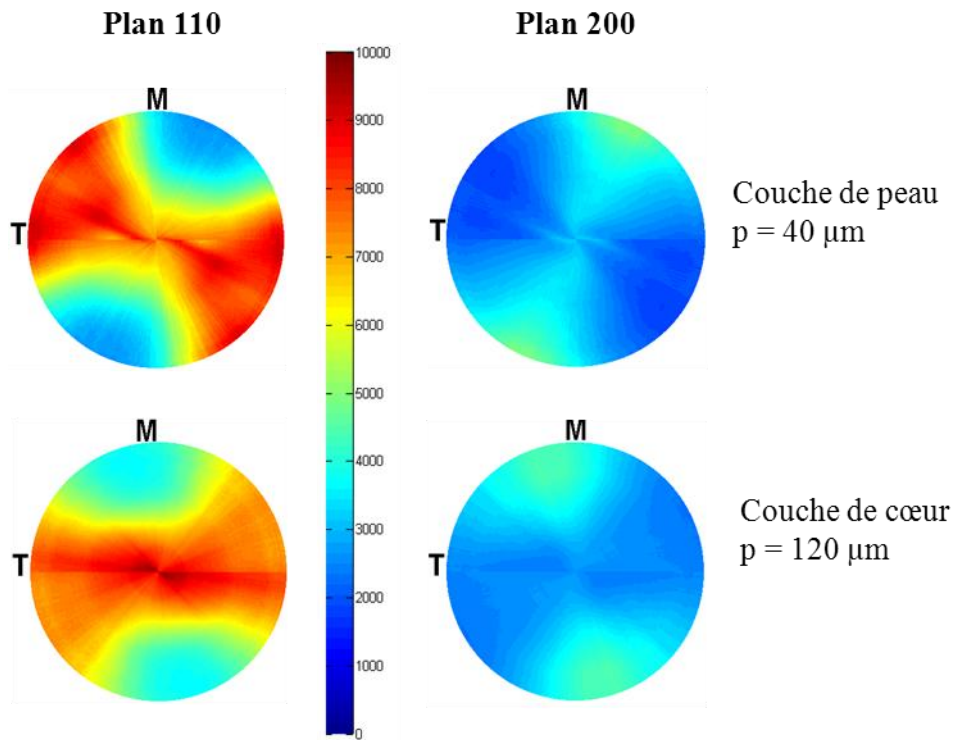 Plan 110
Plan 200
M
T
10000
9000
8000
7000
6000
5000
4000
3000
2000
1000
0
M
T
Couche de peau
p = 40 µm
M
T
M
T
Couche de cœur
p = 120 µm